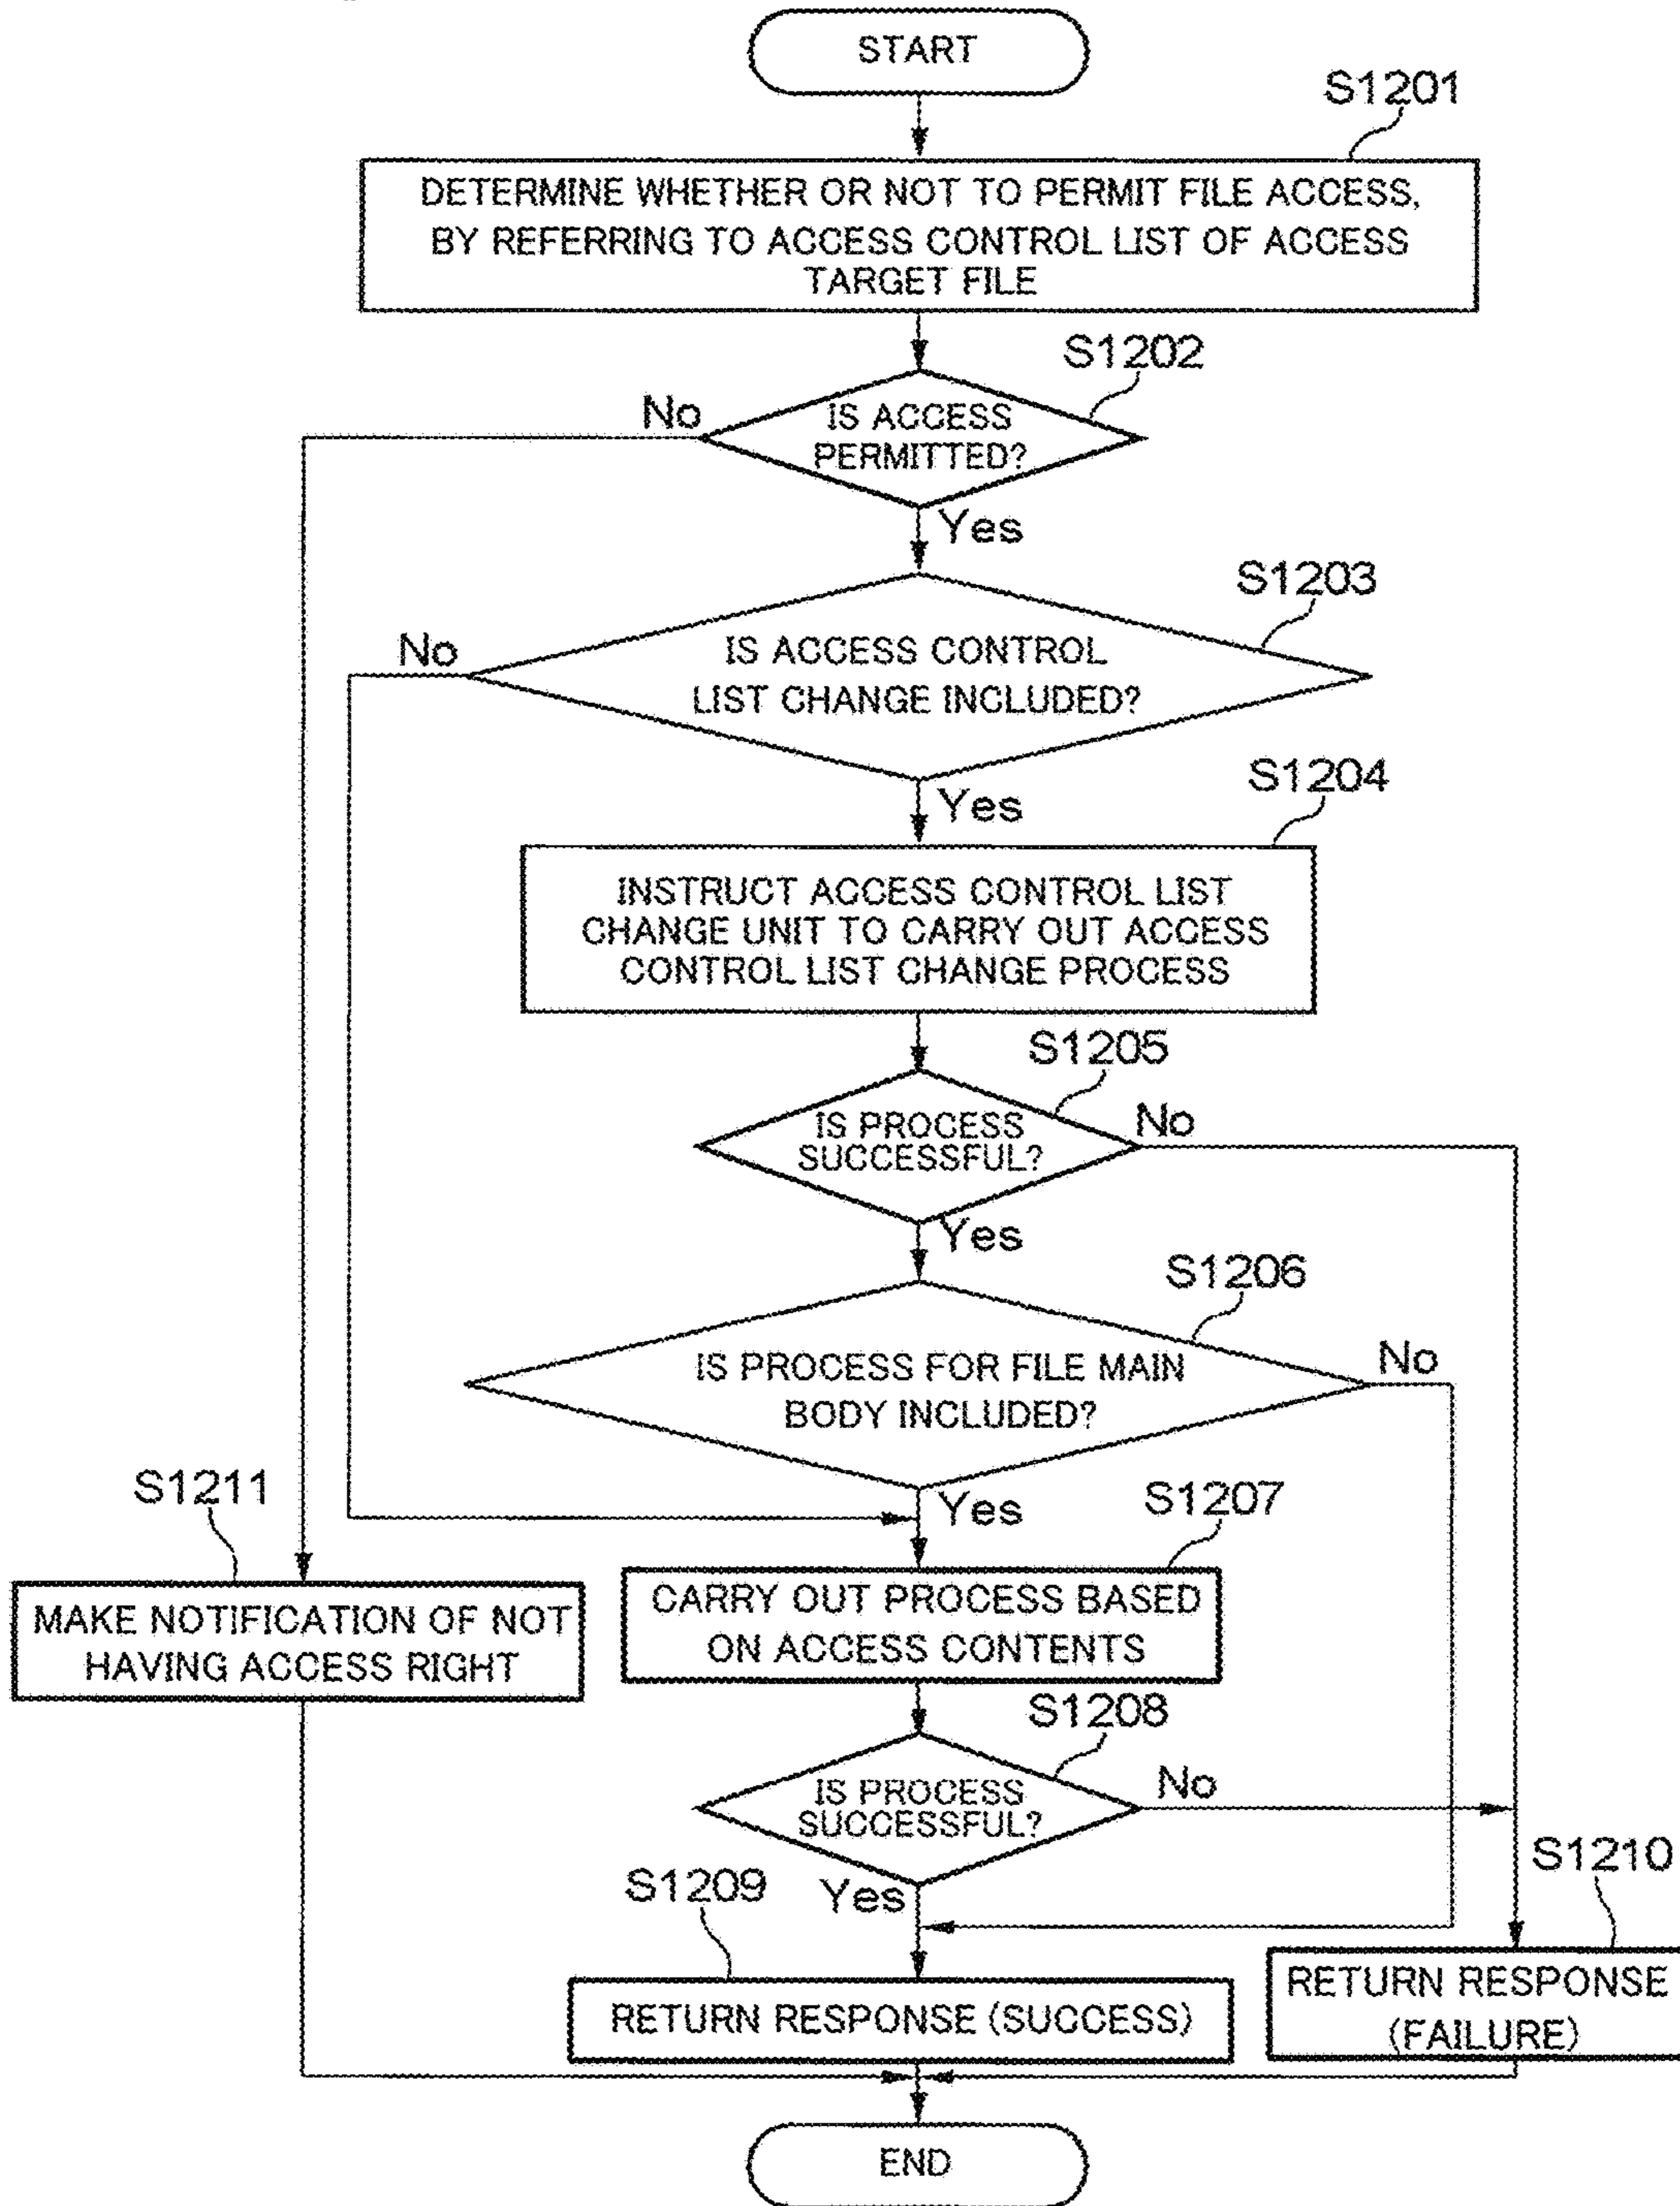 START
S1201
DETERMINE WHETHER OR NOT TO PERMIT FILE ACCESS,
BY REFERRING TO ACCESS CONTROL LIST OF ACCESS
TARGET FILE
S1202
No
IS ACCESS
PERMITTED?
Yes
S1203
No
IS ACCESS CONTROL
LIST CHANGE INCLUDED?
Yes
S1204
INSTRUCT ACCESS CONTROL LIST
CHANGE UNIT TO CARRY OUT ACCESS
CONTROL LIST CHANGE PROCESS
S1205
IS PROCESS
SUCCESSFUL?
No
Yes
S1206
IS PROCESS FOR FILE MAIN
BODY INCLUDED?
No
Yes
S1211
S1207
MAKE NOTIFICATION OF NOT
HAVING ACCESS RIGHT
CARRY OUT PROCESS BASED
ON ACCESS CONTENTS
S1208
IS PROCESS
SUCCESSFUL?
No
Yes
S1209
S1210
RETURN RESPONSE (SUCCESS)
RETURN RESPONSE
(FAILURE)
END